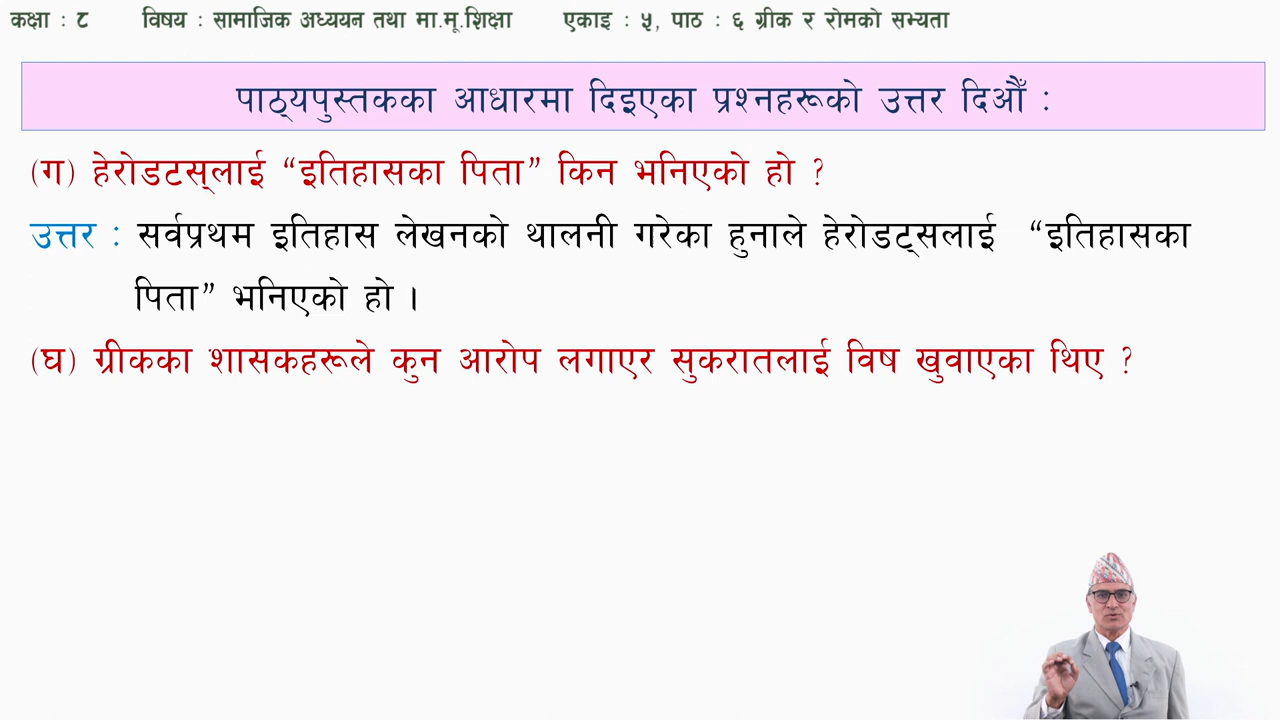 कक्षा : ८ विषय : सामाजिक अध्ययन तथा मा.मू.शिक्षा एकाइ : ५, पाठ : ६ ग्रीक र रोमको सभ्यता
पाठ्यपुस्तकका आधारमा दिइएका प्रश्नहरूको उत्तर दिऔँ :
(ग) हेरोडटस्‌लाई “इतिहासका पिता” किन भनिएको हो ?
उत्तर : सर्वप्रथम इतिहास लेखनको थालनी गरेका हुनाले हेरोडट्सलाई “इतिहासका
पिता” भनिएको हो ।
(घ) ग्रीकका शासकहरूले कुन आरोप लगाएर सुकरातलाई विष खुवाएका थिए ?